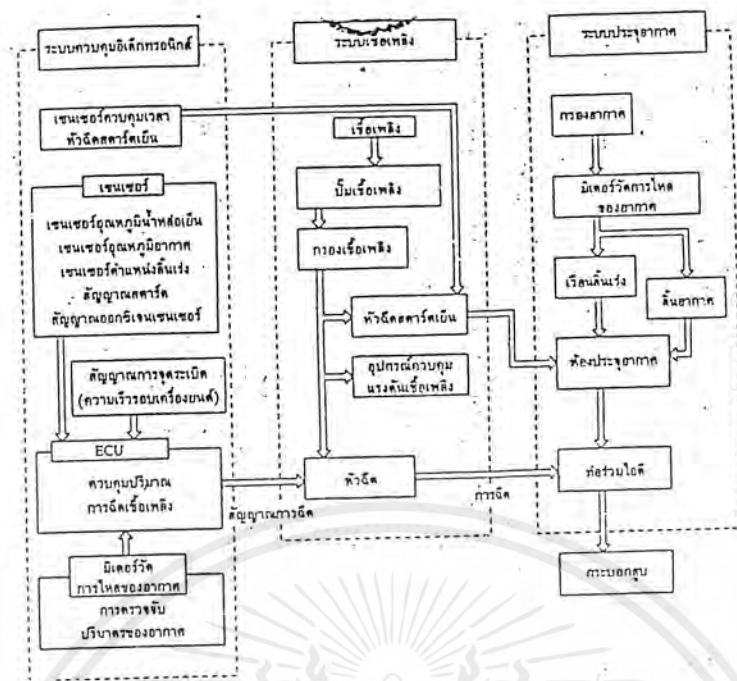 ระบบควบคุมอิเล็กทรอนิกส์
เซนเซอร์ควบคุมเวลา
หัวฉีดสตาร์ตเย็น
เซนเซอร์
เซนเซอร์อุณหภูมิน้ำหล่อเย็น
เซนเซอร์อุณหภูมิอากาศ
เซนเซอร์ตำแหน่งลิ้นเร่ง
สัญญาณสตาร์ต
สัญญาณออกซิเจนเซนเซอร์
สัญญาณการจุดระเบิด
(ความเร็วรอบเครื่องยนต์)
ECU
ควบคุมปริมาณ
การฉีดเชื้อเพลิง
มิเตอร์วัด
การไหลของอากาศ
การตรวจจับ
ปริมาตรของอากาศ
สัญญาณการฉีด
ระบบเชื้อเพลิง
เชื้อเพลิง
ปั๊มเชื้อเพลิง
กรองเชื้อเพลิง
หัวฉีดสตาร์ตเย็น
อุปกรณ์ควบคุม
แรงดันเชื้อเพลิง
หัวฉีด
การฉีด
ระบบประจุอากาศ
กรองอากาศ
มิเตอร์วัดการไหล
ของอากาศ
เรือนลิ้นเร่ง
ลิ้นอากาศ
ห้องประจุอากาศ
ท่อร่วมไอดี
กระบอกสูบ